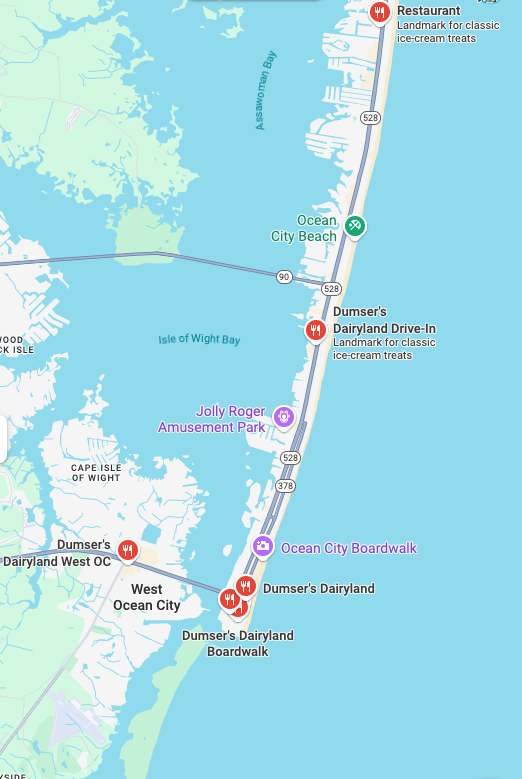 Restaurant
Landmark for classic
ice-cream treats
Assawoman Bay
528
Ocean
City Beach
90
528
Dumser's
Dairyland Drive-In
Landmark for classic
ice-cream treats
Isle of Wight Bay
CK ISLE
Jolly Roger
Amusement Park
528
CAPE ISLE
OF WIGHT
378
Dumser's
Dairyland West OC
Ocean City Boardwalk
West
Ocean City
Dumser's Dairyland
Dumser's Dairyland
Boardwalk